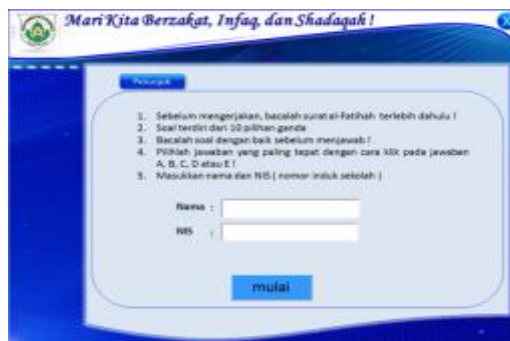 Mari Kita Berzakat, Infaq, dan Shadaqah !
X
Petunjuk
1. Sebelum mengerjakan, bacalah surat al-Fatihah terlebih dahulu !
2. Soal terdiri dari 10 pilihan ganda
3. Bacalah soal dengan baik sebelum menjawab !
4. Pilihlah jawaban yang paling tepat dengan cara klik pada jawaban
A, B, C, D atau E !
5. Masukkan nama dan NIS ( nomor induk sekolah )
Nama :
NIS :
mulai